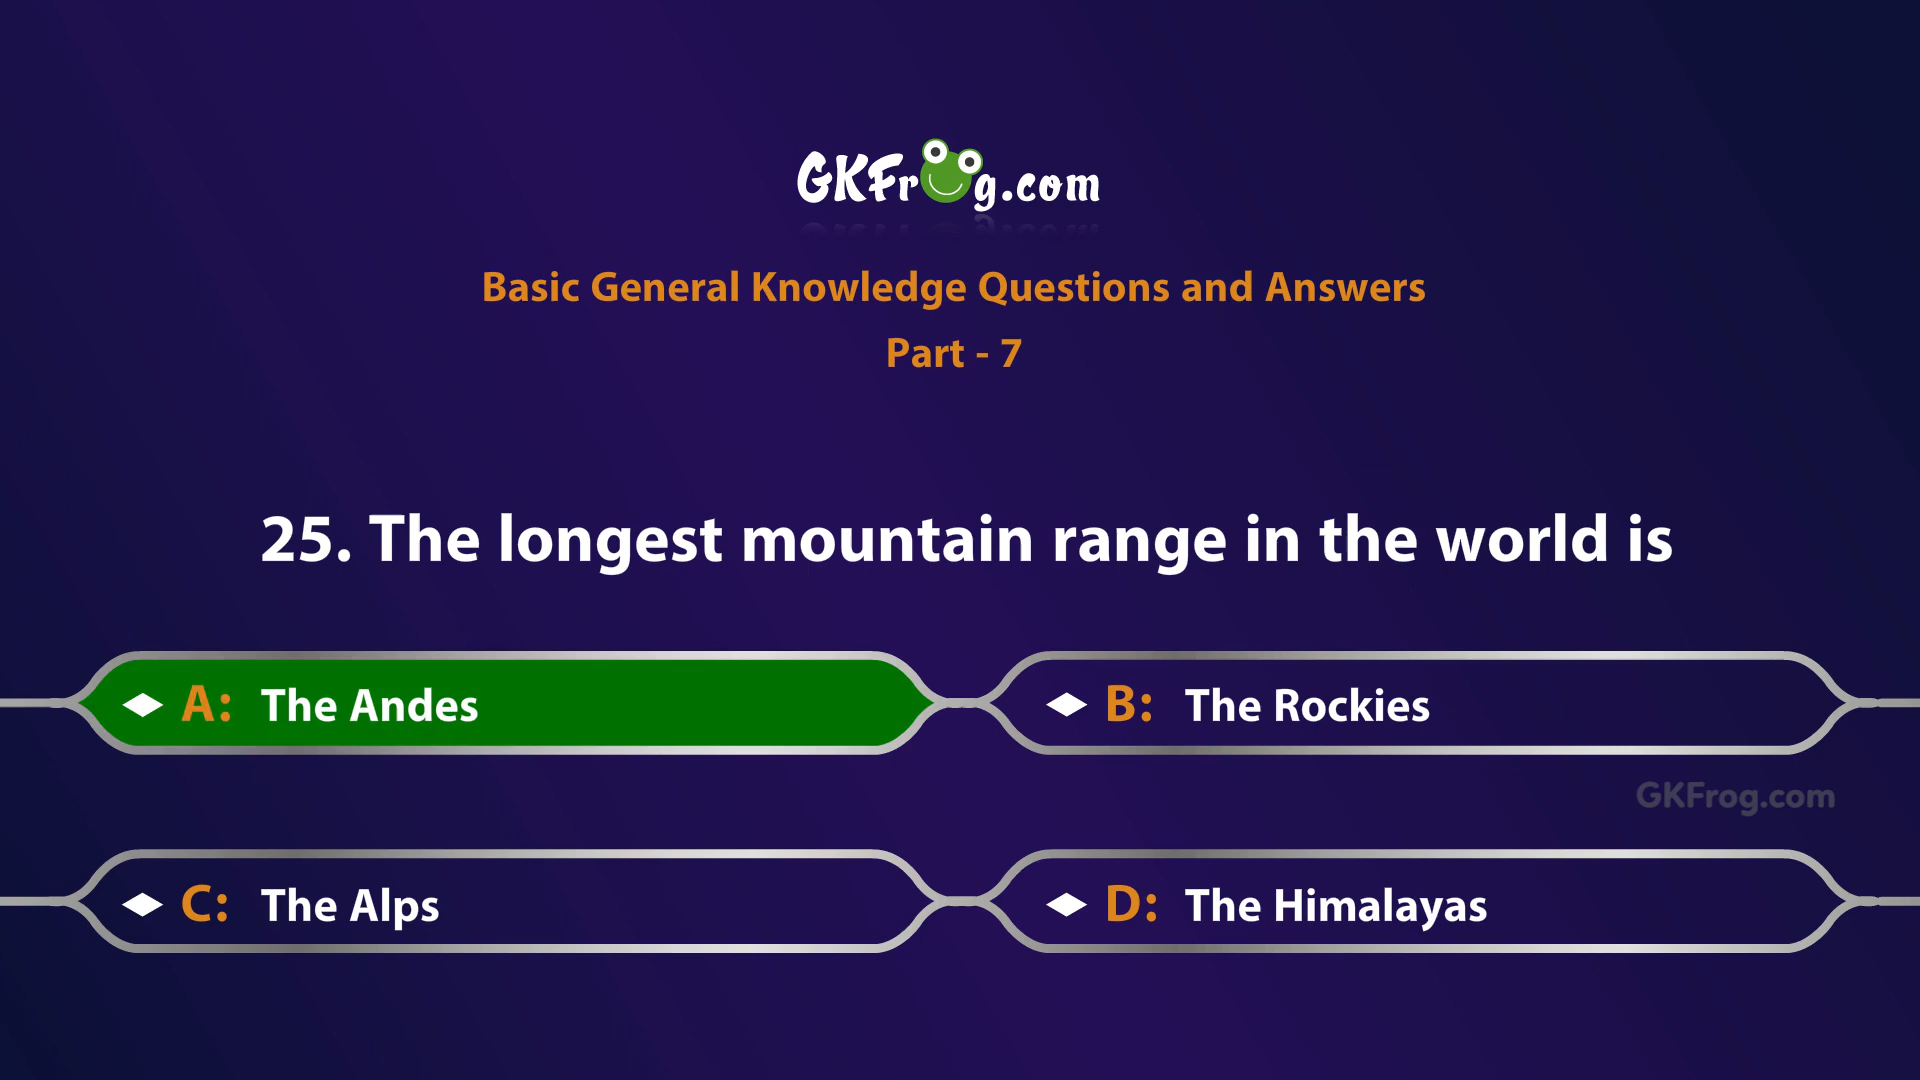 GKFrog.com
Basic General Knowledge Questions and Answers
Part - 7
25. The longest mountain range in the world is
A: The Andes
B: The Rockies
GKFrog.com
C: The Alps
D: The Himalayas